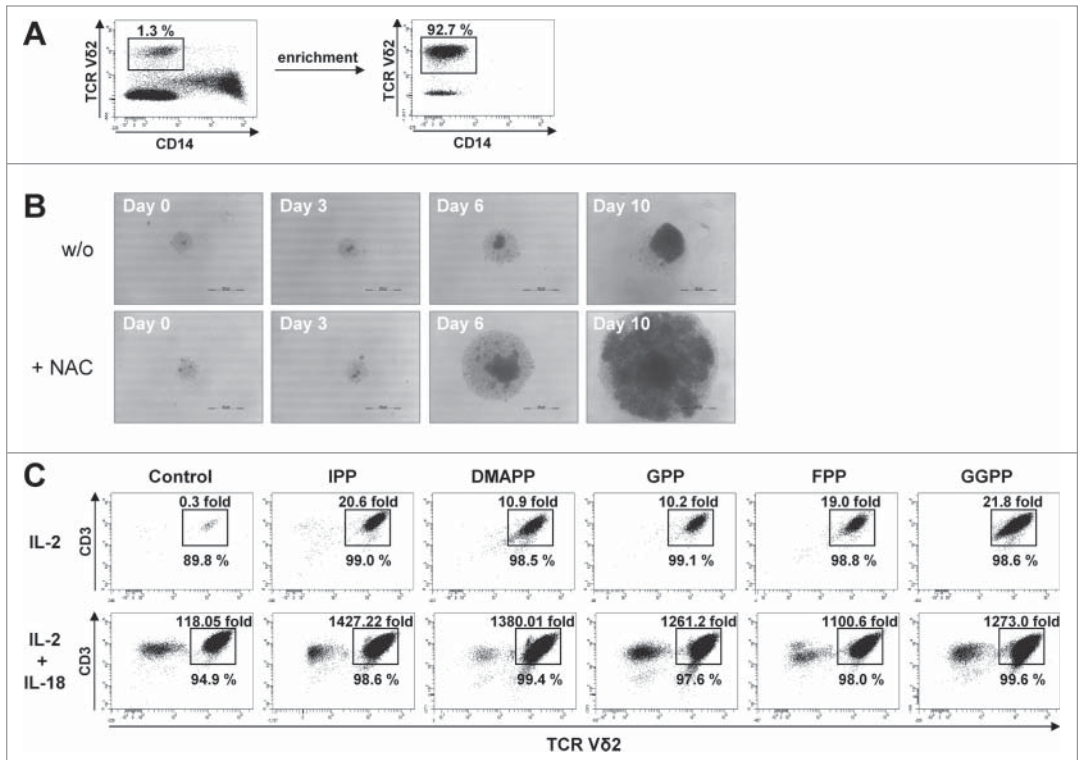 A
1.3 %
92.7 %
TCR Vδ2
enrichment
TCR Vδ2
CD14
CD14
B
w/o
Day 0
Day 3
Day 6
Day 10
+ NAC
Day 0
Day 3
Day 6
Day 10
C
Control
IPP
DMAPP
GPP
FPP
GGPP
IL-2
CD3
0.3 fold
20.6 fold
10.9 fold
10.2 fold
19.0 fold
21.8 fold
89.8 %
99.0 %
98.5 %
99.1 %
98.8 %
98.6 %
IL-2
+
IL-18
CD3
118.05 fold
1427.22 fold
1380.01 fold
1261.2 fold
1100.6 fold
1273.0 fold
94.9 %
98.6 %
99.4 %
97.6 %
98.0 %
99.6 %
TCR Vδ2